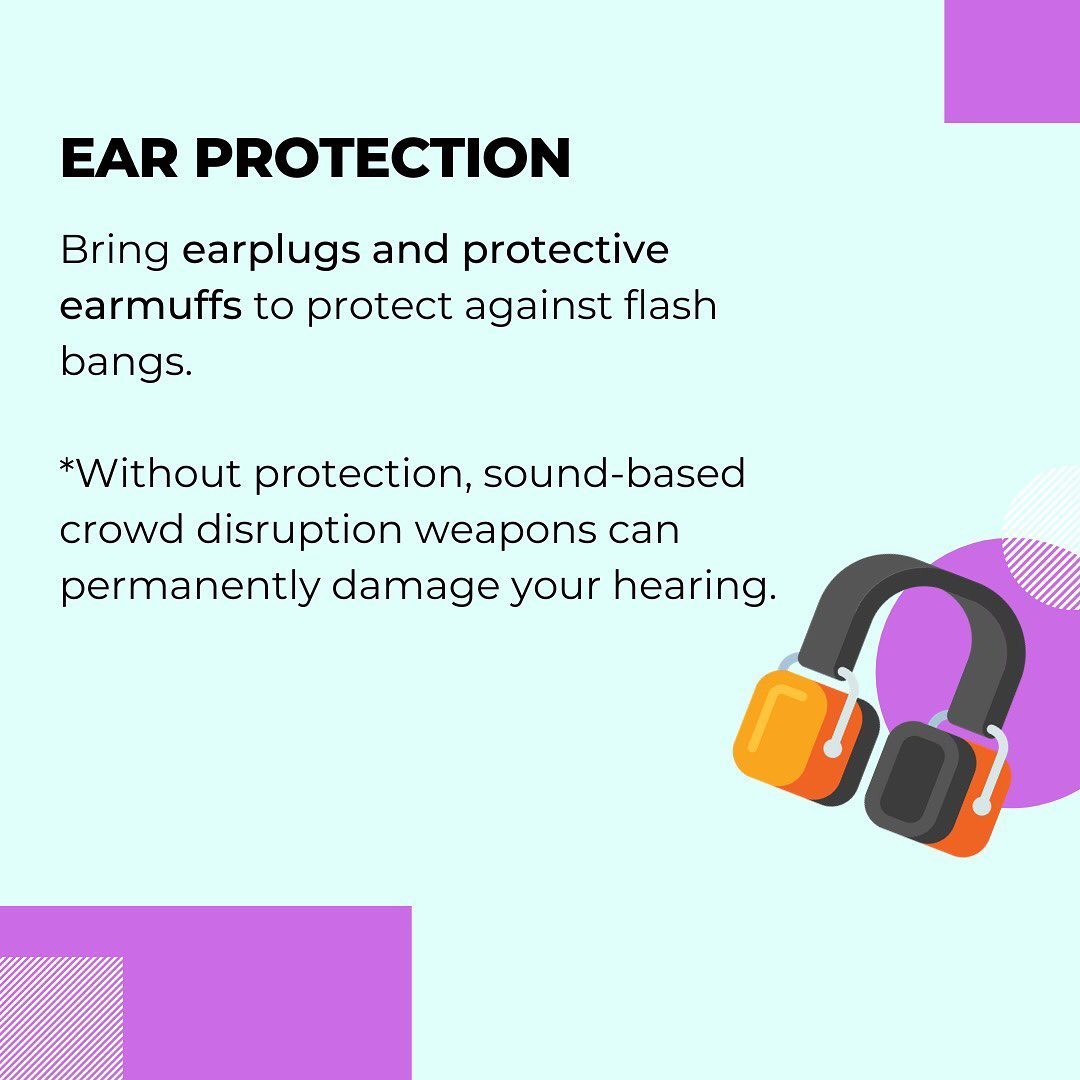 EAR PROTECTION
Bring earplugs and protective
earmuffs to protect against flash
bangs.
*Without protection, sound-based
crowd disruption weapons can
permanently damage your hearing.